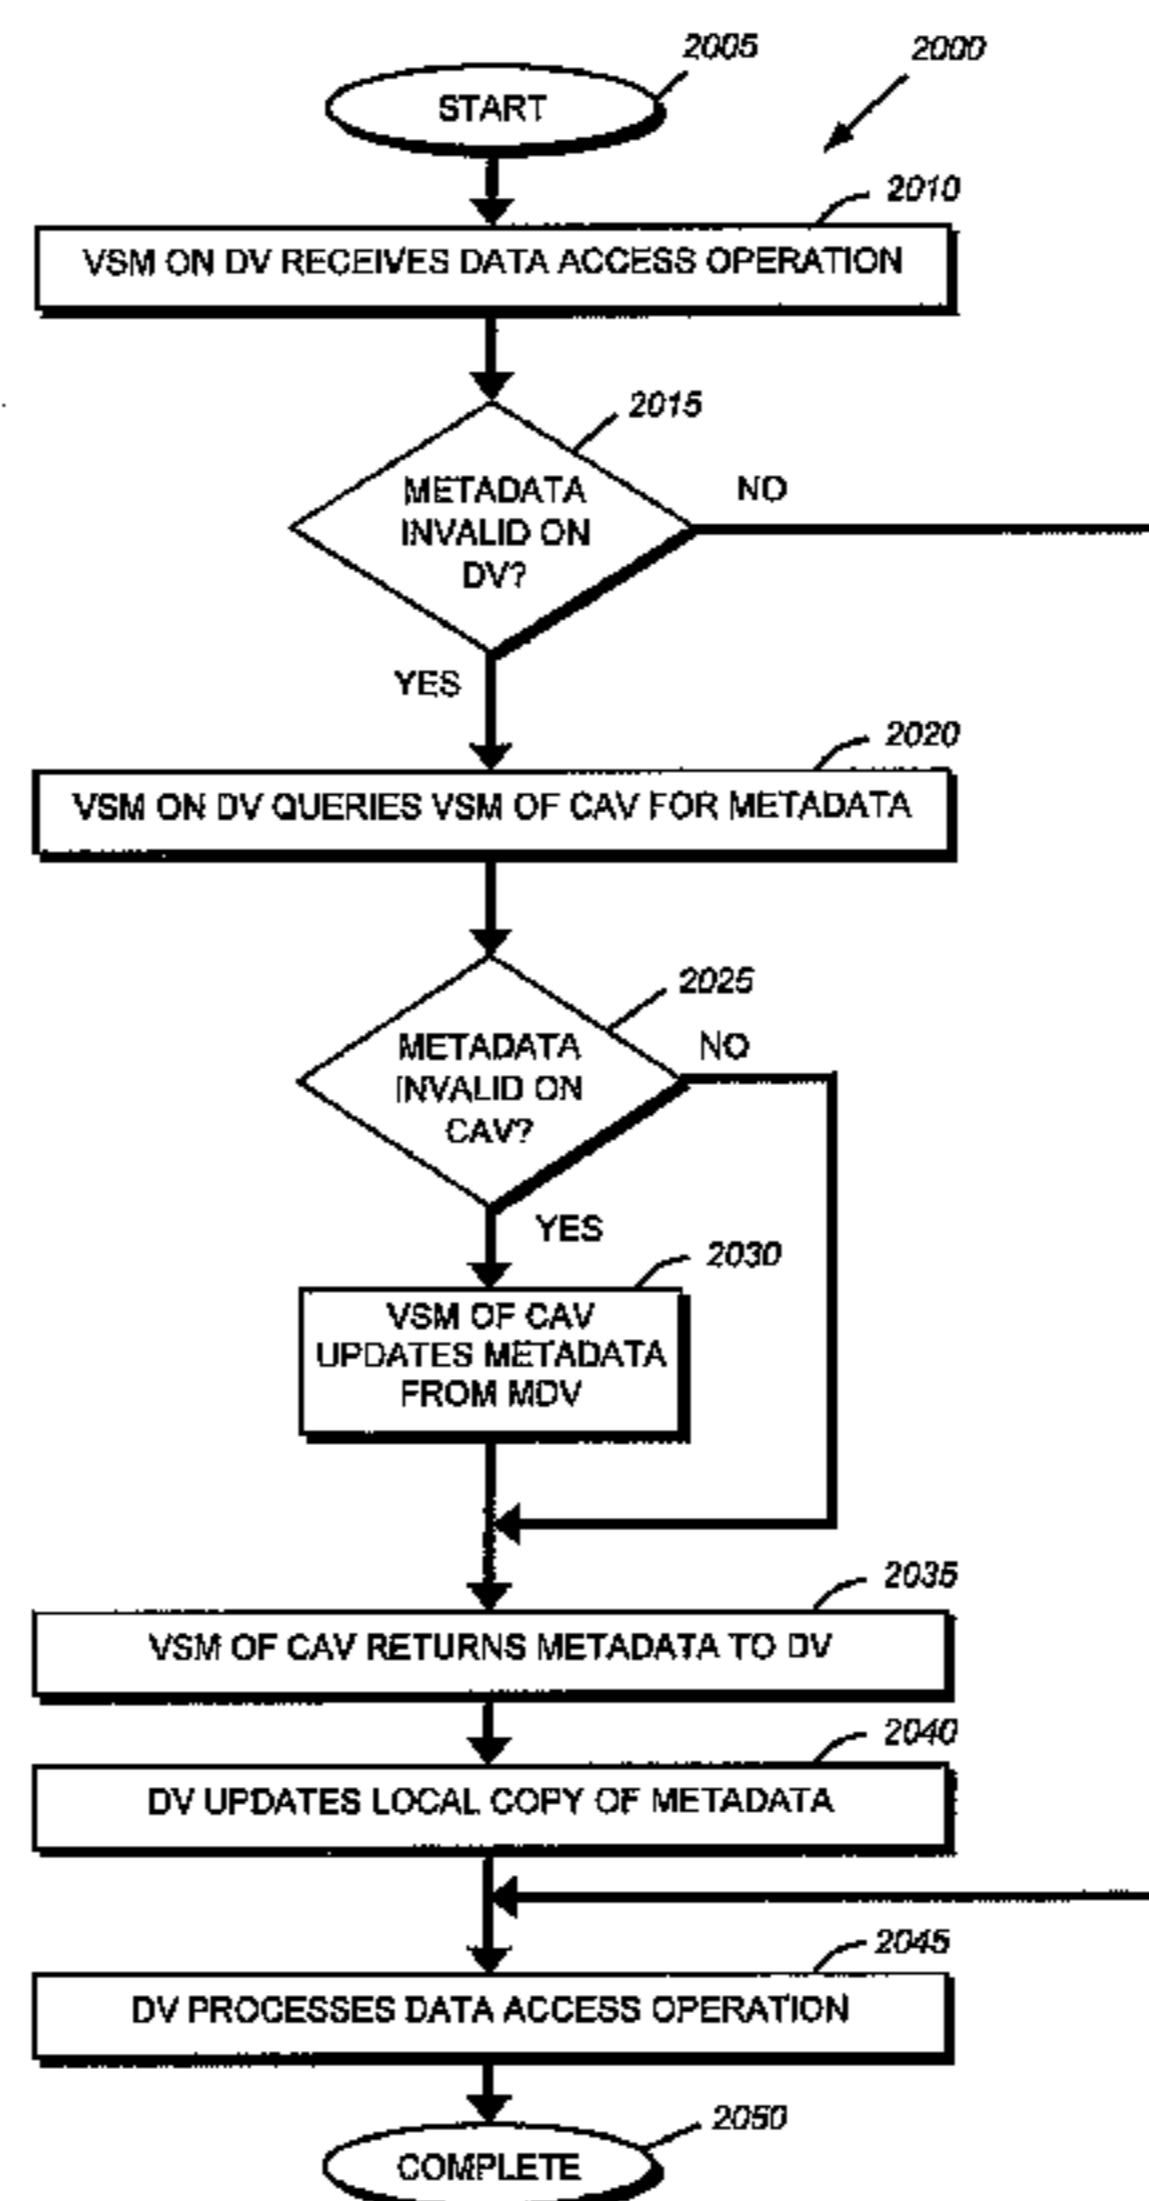 2005
2000
START
2010
VSM ON DV RECEIVES DATA ACCESS OPERATION
2015
METADATA
INVALID ON
DV?
NO
YES
2020
VSM ON DV QUERIES VSM OF CAV FOR METADATA
2025
METADATA
INVALID ON
CAV?
NO
YES
2030
VSM OF CAV
UPDATES METADATA
FROM MDV
2035
VSM OF CAV RETURNS METADATA TO DV
2040
DV UPDATES LOCAL COPY OF METADATA
2045
DV PROCESSES DATA ACCESS OPERATION
2050
COMPLETE